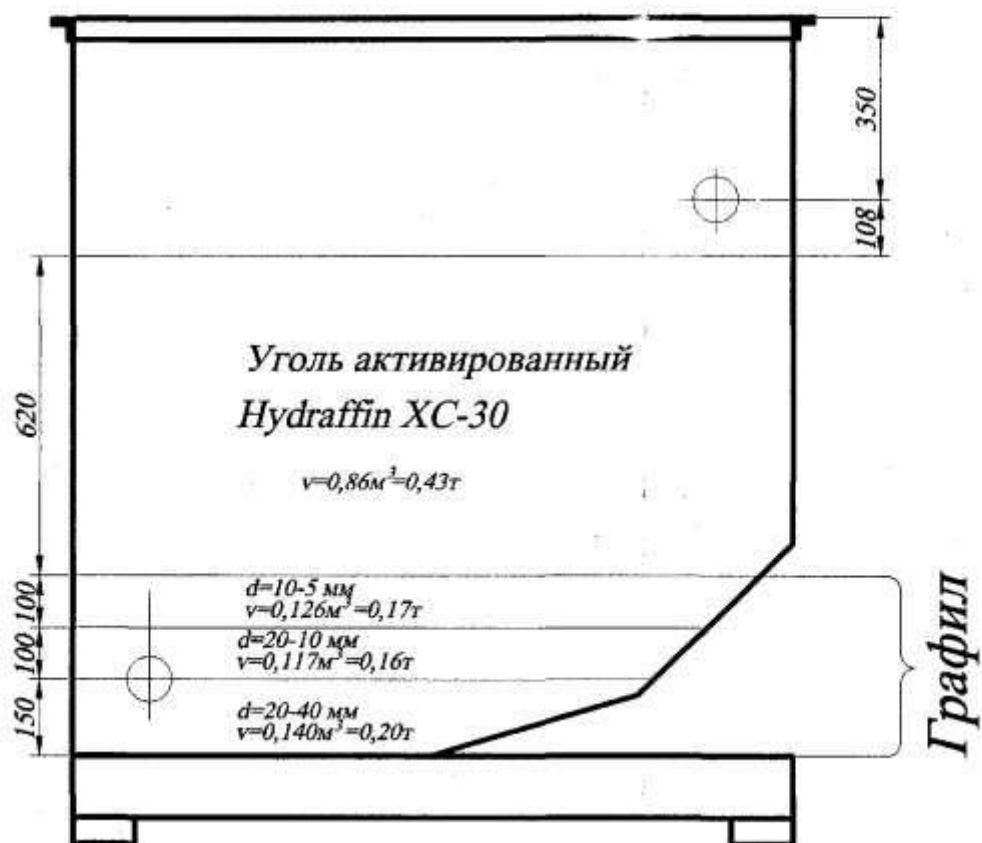 350
108
620
Уголь активированный
Hydraffin XC-30
v=0,86м³=0,43т
100
d=10-5 мм
v=0,126м³=0,17т
100
d=20-10 мм
v=0,117м³=0,16т
150
d=20-40 мм
v=0,140м³=0,20т
Графил